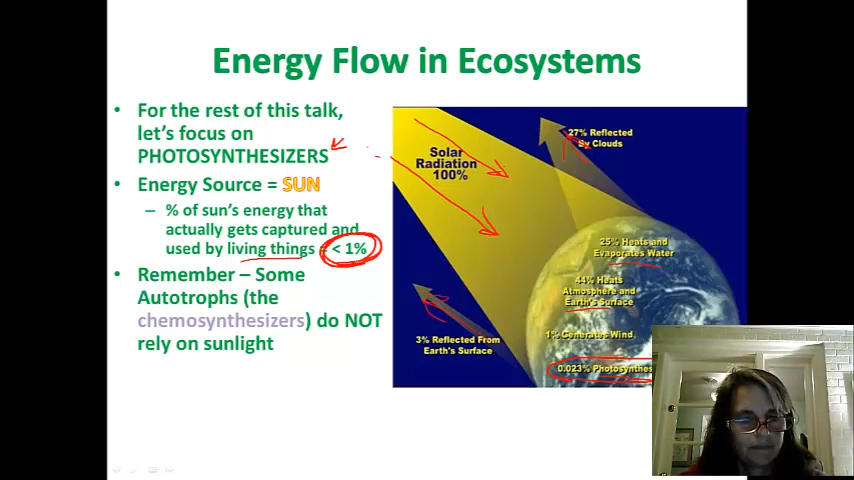 Energy Flow in Ecosystems
• For the rest of this talk,
let's focus on
PHOTOSYNTHESIZERS
• Energy Source = SUN
– % of sun's energy that
actually gets captured and
used by living things = < 1%
• Remember – Some
Autotrophs (the
chemosynthesizers) do NOT
rely on sunlight
Solar
Radiation
100%
27% Reflected
By Clouds
25% Heats and
Evaporates Water
44% Heats
Atmosphere and
Earth's Surface
1% Generates Wind
3% Reflected From
Earth's Surface
0.023%